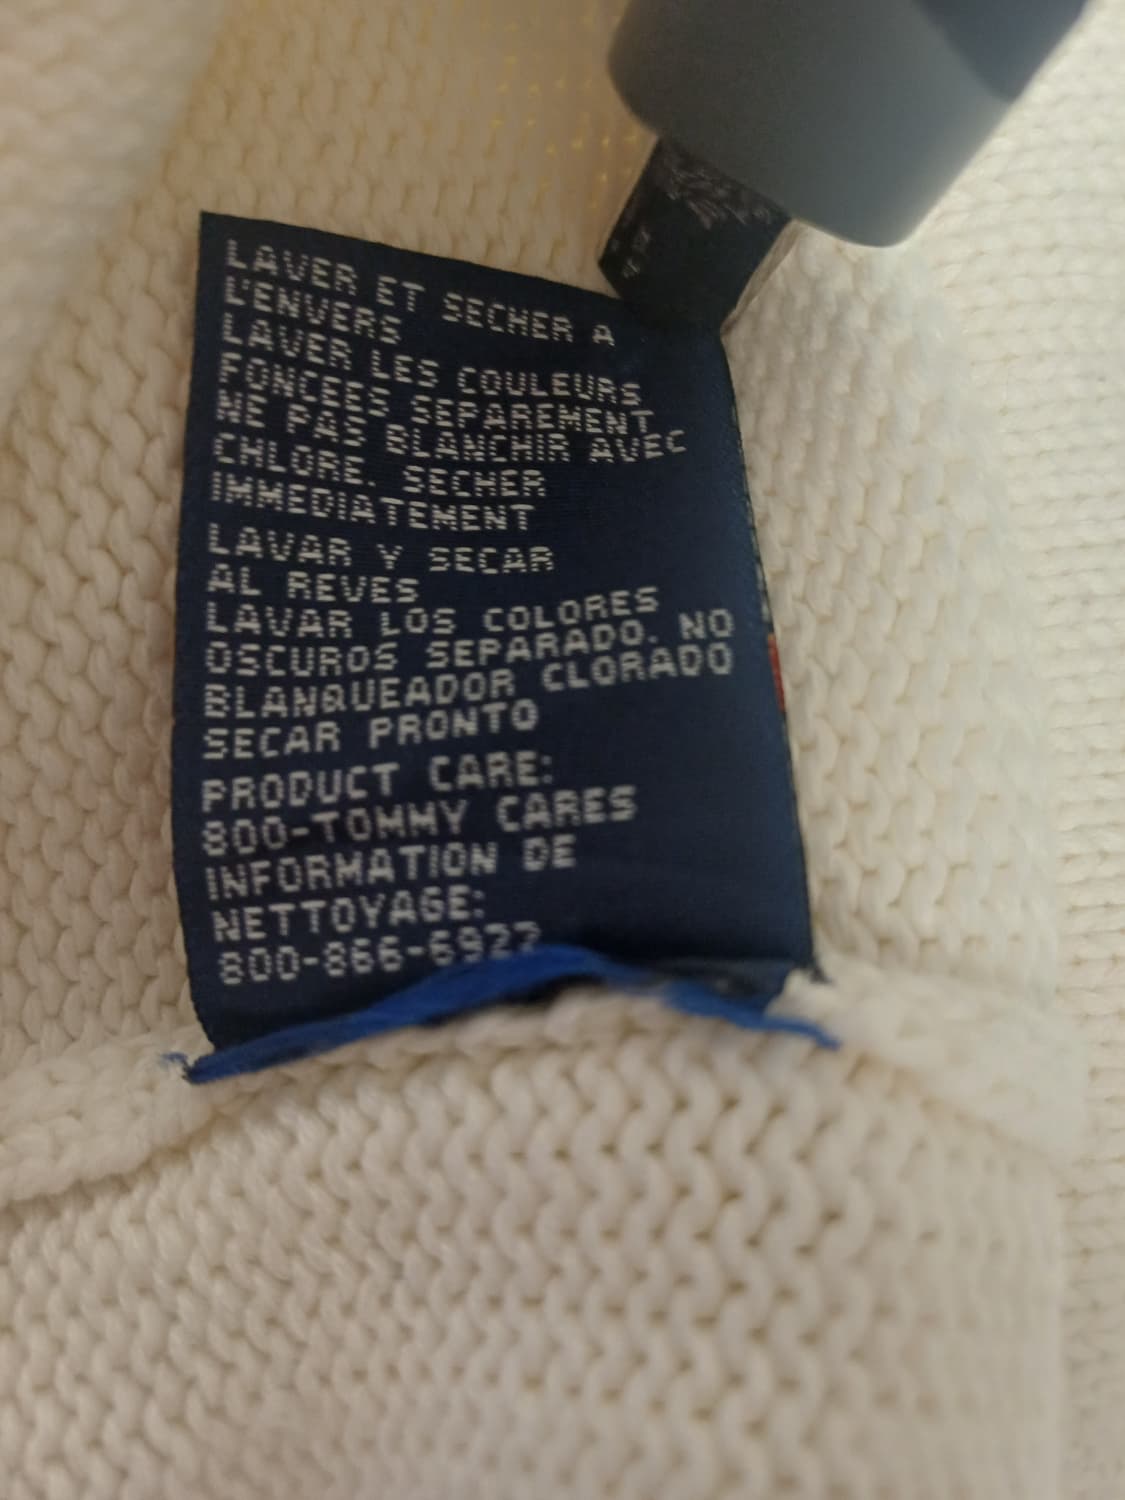 LAVER ET SECHER A
L'ENVERS
LAVER LES COULEURS
FONCEES SEPAREMENT
NE PAS BLANCHIR AVEC
CHLORE. SECHER
IMMEDIATEMENT
LAVAR Y SECAR
AL REVES
LAVAR LOS COLORES
OSCUROS SEPARADO. NO
BLANQUEADOR CLORADO
SECAR PRONTO
PRODUCT CARE:
800-TOMMY CARES
INFORMATION DE
NETTOYAGE:
800-866-6922